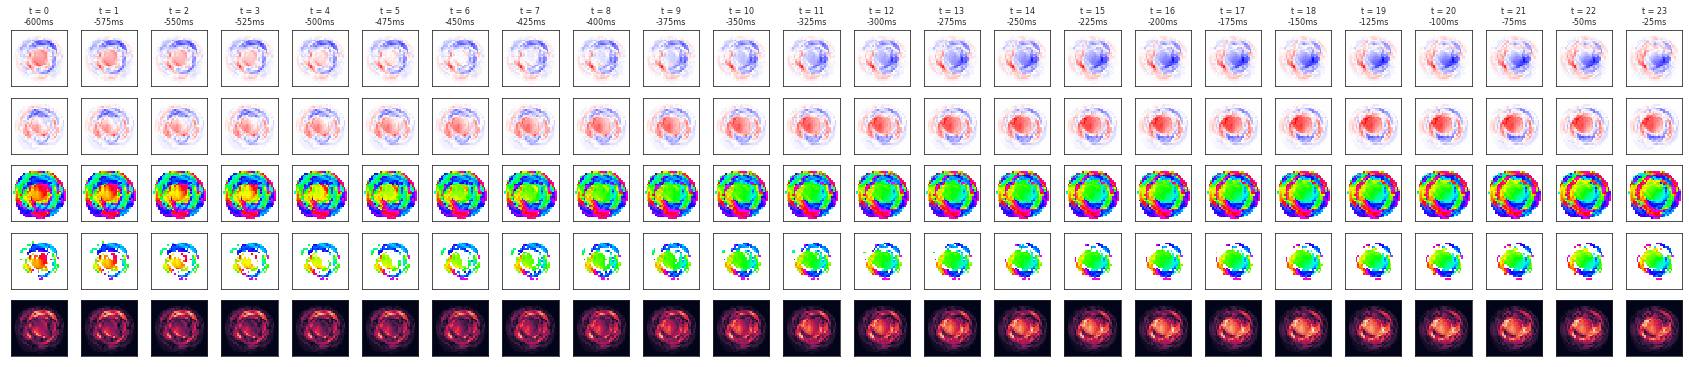 t = 0 t = 1 t = 2 t = 3 t = 4 t = 5 t = 6 t = 7 t = 8 t = 9 t = 10 t = 11 t = 12 t = 13 t = 14 t = 15 t = 16 t = 17 t = 18 t = 19 t = 20 t = 21 t = 22 t = 23
-600ms -575ms -550ms -525ms -500ms -475ms -450ms -425ms -400ms -375ms -350ms -325ms -300ms -275ms -250ms -225ms -200ms -175ms -150ms -125ms -100ms -75ms -50ms -25ms